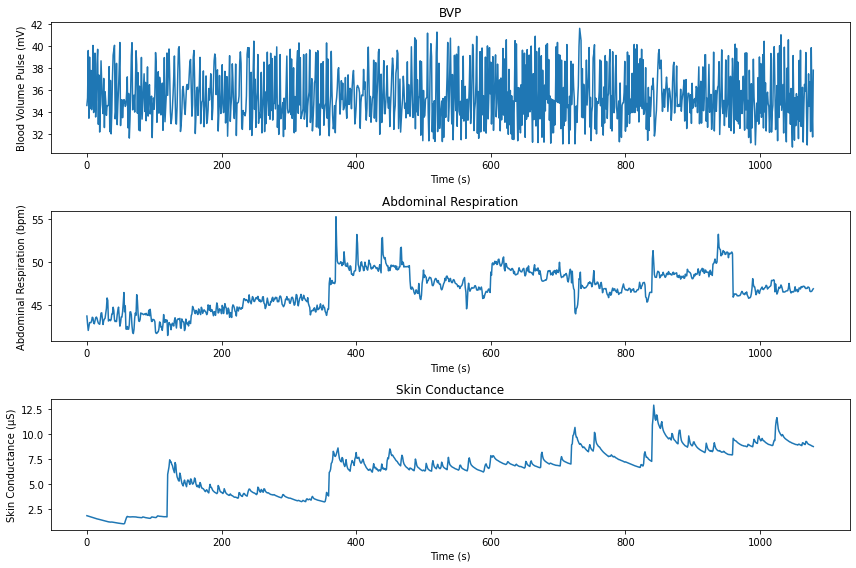 BVP
Blood Volume Pulse (mV)
42
40
38
36
34
32
0 200 400 600 800 1000
Time (s)
Abdominal Respiration
Abdominal Respiration (bpm)
55
50
45
0 200 400 600 800 1000
Time (s)
Skin Conductance
Skin Conductance (μS)
12.5
10.0
7.5
5.0
2.5
0 200 400 600 800 1000
Time (s)